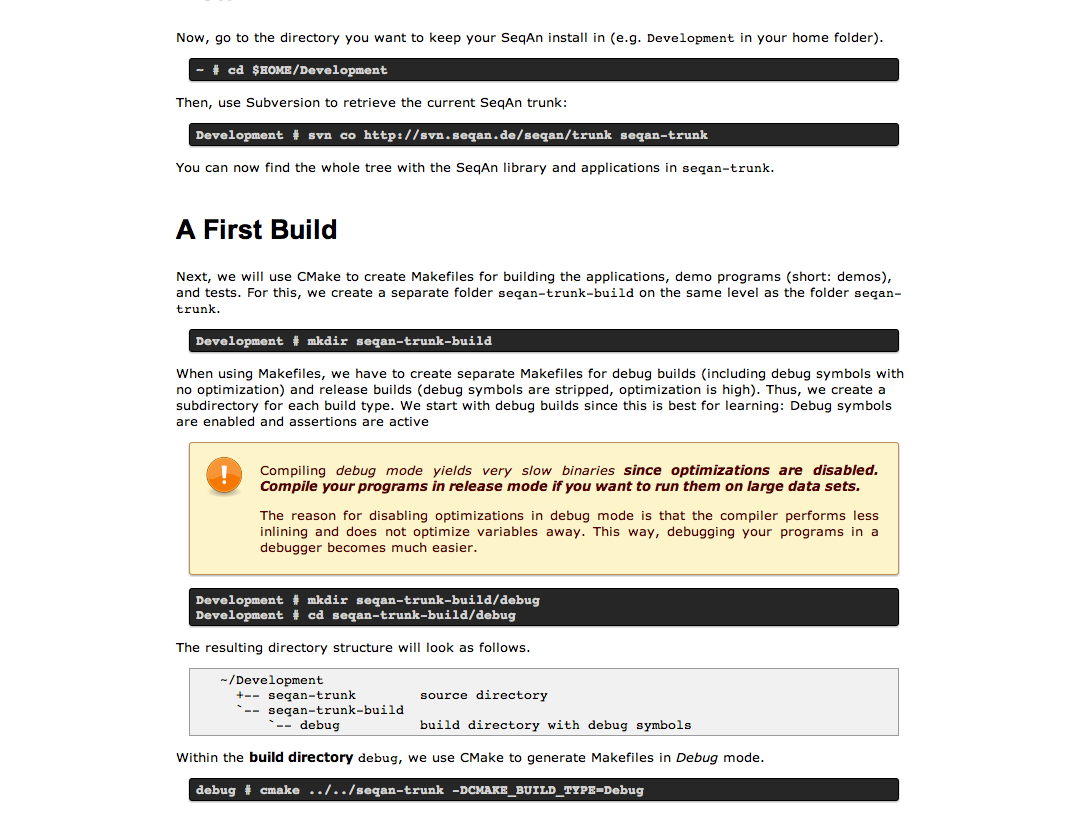 Now, go to the directory you want to keep your SeqAn install in (e.g. Development in your home folder).
~ # cd $HOME/Development
Then, use Subversion to retrieve the current SeqAn trunk:
Development # svn co http://svn.seqan.de/seqan/trunk seqan-trunk
You can now find the whole tree with the SeqAn library and applications in seqan-trunk.
A First Build
Next, we will use CMake to create Makefiles for building the applications, demo programs (short: demos),
and tests. For this, we create a separate folder seqan-trunk-build on the same level as the folder seqan-
trunk.
Development # mkdir seqan-trunk-build
When using Makefiles, we have to create separate Makefiles for debug builds (including debug symbols with
no optimization) and release builds (debug symbols are stripped, optimization is high). Thus, we create a
subdirectory for each build type. We start with debug builds since this is best for learning: Debug symbols
are enabled and assertions are active
Compiling debug mode yields very slow binaries since optimizations are disabled.
Compile your programs in release mode if you want to run them on large data sets.
The reason for disabling optimizations in debug mode is that the compiler performs less
inlining and does not optimize variables away. This way, debugging your programs in a
debugger becomes much easier.
Development # mkdir seqan-trunk-build/debug
Development # cd seqan-trunk-build/debug
The resulting directory structure will look as follows.
~/Development
+-- seqan-trunk source directory
`-- seqan-trunk-build
`-- debug build directory with debug symbols
Within the build directory debug, we use CMake to generate Makefiles in Debug mode.
debug # cmake ../../seqan-trunk -DCMAKE_BUILD_TYPE=Debug